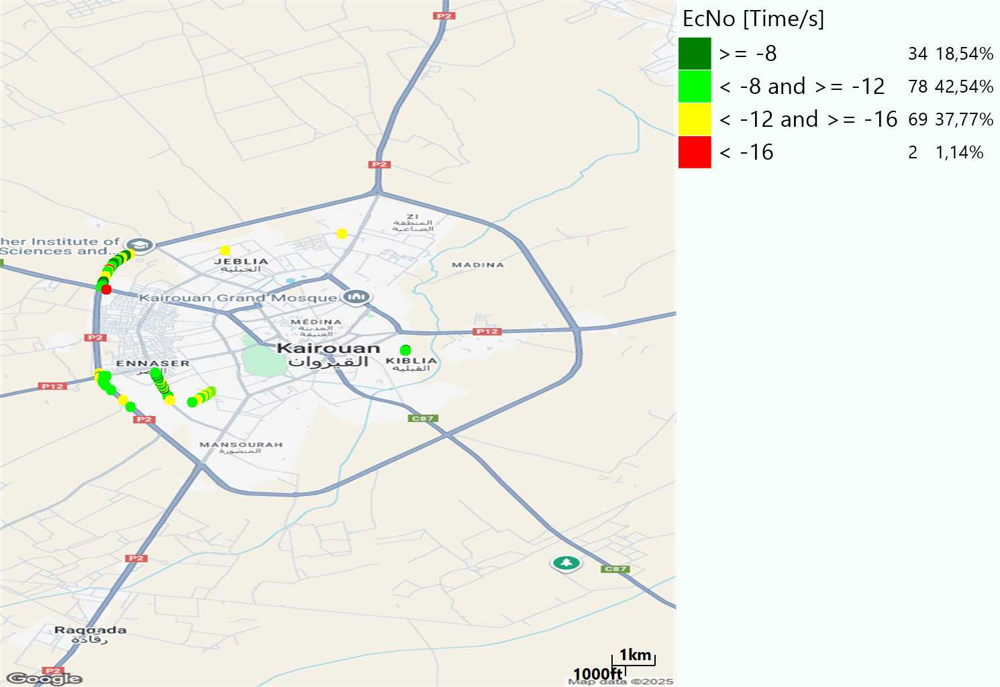 EcNo [Time/s]
>= -8 34 18,54%
< -8 and >= -12 78 42,54%
< -12 and >= -16 69 37,77%
< -16 2 1,14%
P2
P2
ZI
المنطقة
الصناعية
her Institute of
Sciences and...
JEBLIA
الجبلية
MADINA
Kairouan Grand Mosque
MÉDINA
المدينة
العتيقة
P2
P12
Kairouan
القيروان
KIBLIA
القبلية
ENNASER
P12
P2
C87
MANSOURAH
المنصورة
P2
C87
Raqqada
رقادة
P2
1km
1000ft
Google
Map data ©2025